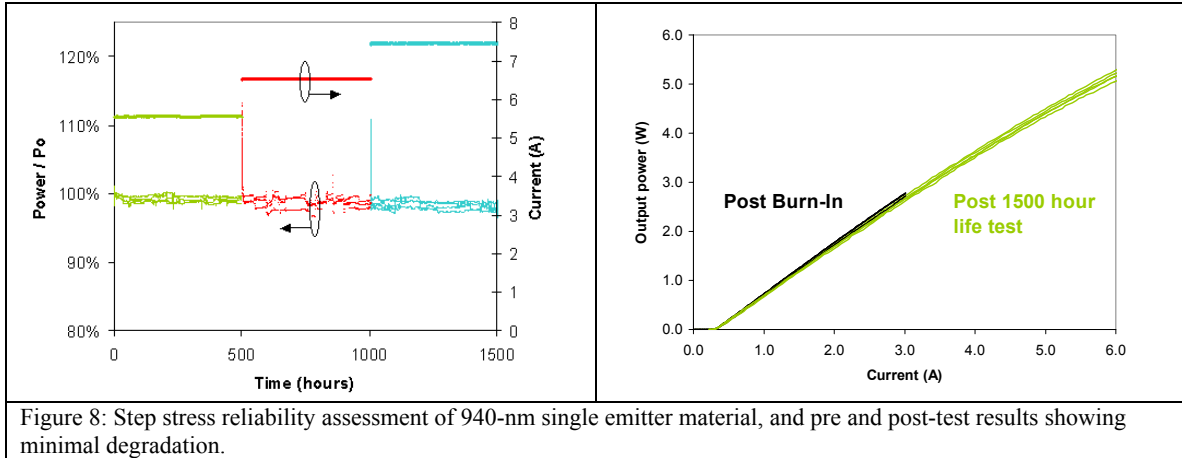 120%
110%
100%
90%
80%
Power / Po
8
7
6
5
4
3
2
1
0
Current (A)
0 500 1000 1500
Time (hours)
6.0
5.0
4.0
3.0
2.0
1.0
0.0
Output power (W)
Post Burn-In
Post 1500 hour
life test
0.0 1.0 2.0 3.0 4.0 5.0 6.0
Current (A)
Figure 8: Step stress reliability assessment of 940-nm single emitter material, and pre and post-test results showing
minimal degradation.